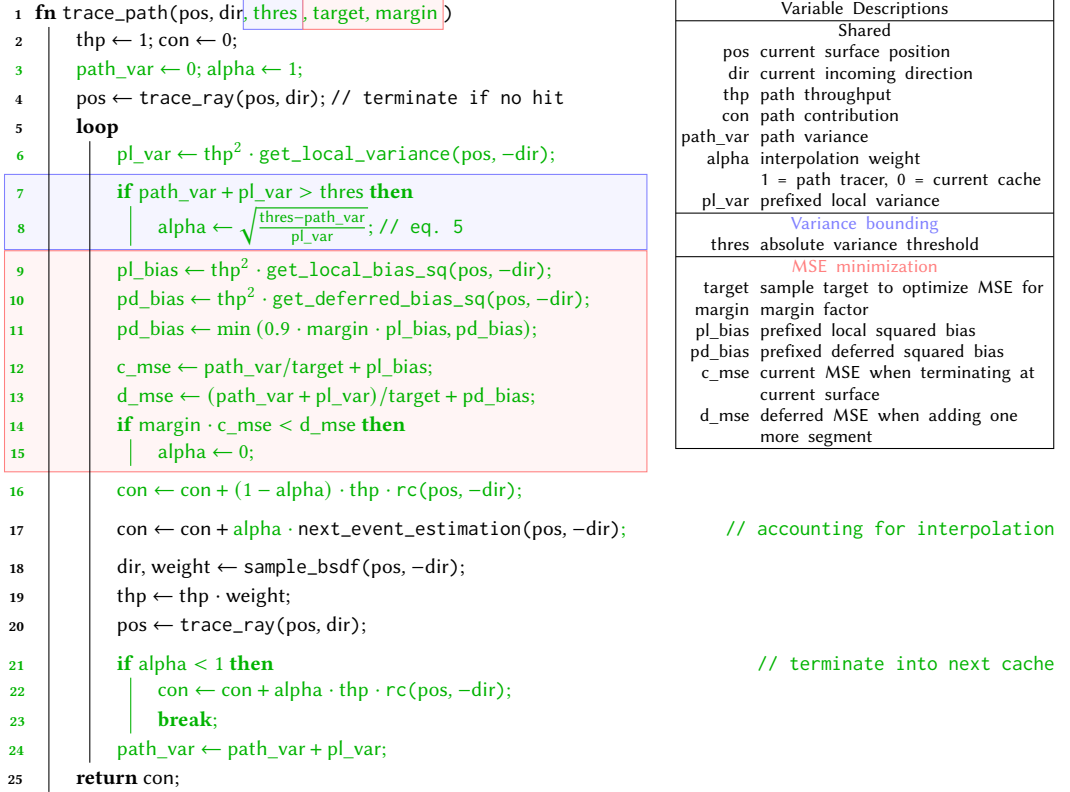 1 fn trace_path(pos, dir, thres , target, margin )
2 thp ← 1; con ← 0;
3 path_var ← 0; alpha ← 1;
4 pos ← trace_ray(pos, dir); // terminate if no hit
5 loop
6 pl_var ← thp² · get_local_variance(pos, −dir);
7 if path_var + pl_var > thres then
8 alpha ← √((thres−path_var)/pl_var); // eq. 5
9 pl_bias ← thp² · get_local_bias_sq(pos, −dir);
10 pd_bias ← thp² · get_deferred_bias_sq(pos, −dir);
11 pd_bias ← min (0.9 · margin · pl_bias, pd_bias);
12 c_mse ← path_var/target + pl_bias;
13 d_mse ← (path_var + pl_var)/target + pd_bias;
14 if margin · c_mse < d_mse then
15 alpha ← 0;
16 con ← con + (1 − alpha) · thp · rc(pos, −dir);
17 con ← con + alpha · next_event_estimation(pos, −dir); // accounting for interpolation
18 dir, weight ← sample_bsdf(pos, −dir);
19 thp ← thp · weight;
20 pos ← trace_ray(pos, dir);
21 if alpha < 1 then // terminate into next cache
22 con ← con + alpha · thp · rc(pos, −dir);
23 break;
24 path_var ← path_var + pl_var;
25 return con;
Variable Descriptions
Shared
pos current surface position
dir current incoming direction
thp path throughput
con path contribution
path_var path variance
alpha interpolation weight
1 = path tracer, 0 = current cache
pl_var prefixed local variance
Variance bounding
thres absolute variance threshold
MSE minimization
target sample target to optimize MSE for
margin margin factor
pl_bias prefixed local squared bias
pd_bias prefixed deferred squared bias
c_mse current MSE when terminating at
current surface
d_mse deferred MSE when adding one
more segment